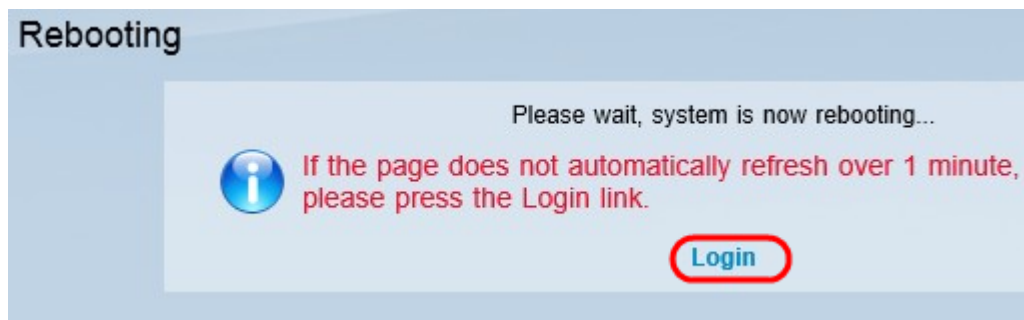 Rebooting
Please wait, system is now rebooting...
If the page does not automatically refresh over 1 minute,
please press the Login link.
Login